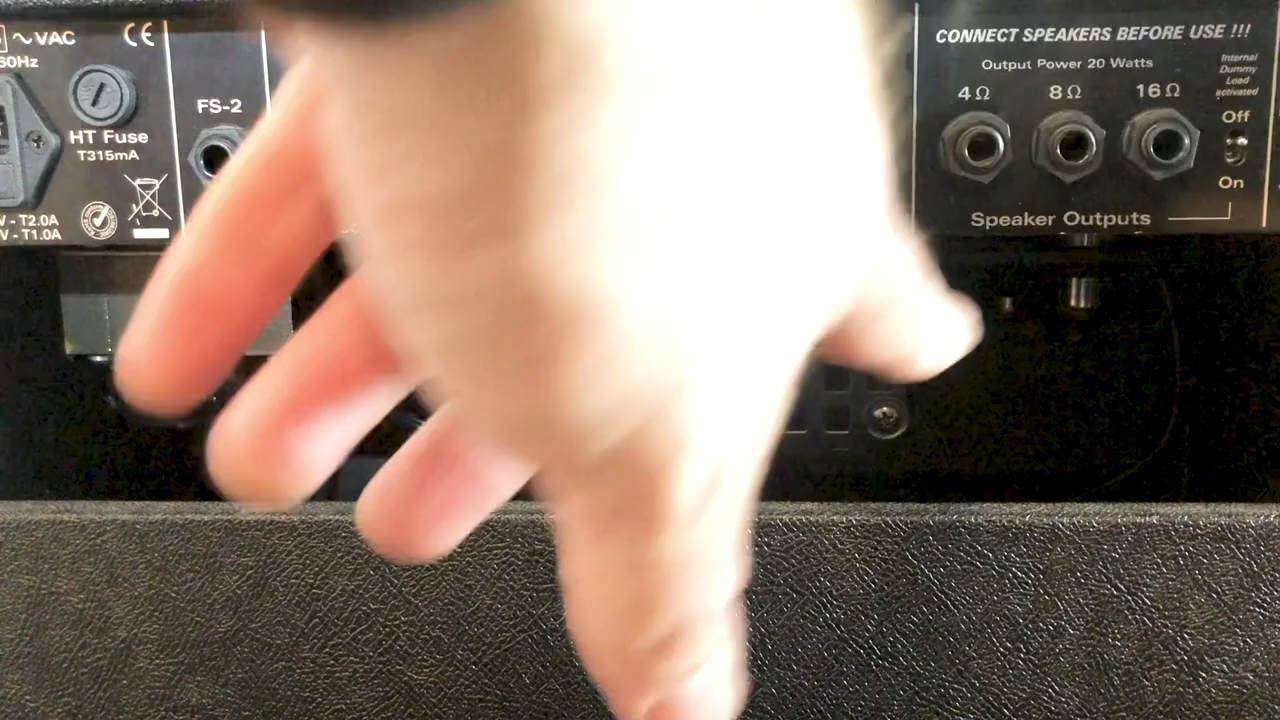 ~ VAC
60Hz
HT Fuse
T315mA
V - T2.0A
V - T1.0A
FS-2
CONNECT SPEAKERS BEFORE USE !!!
Output Power 20 Watts
4 Ω
8 Ω
16 Ω
Internal
Dummy
Load
activated
Off
On
Speaker Outputs